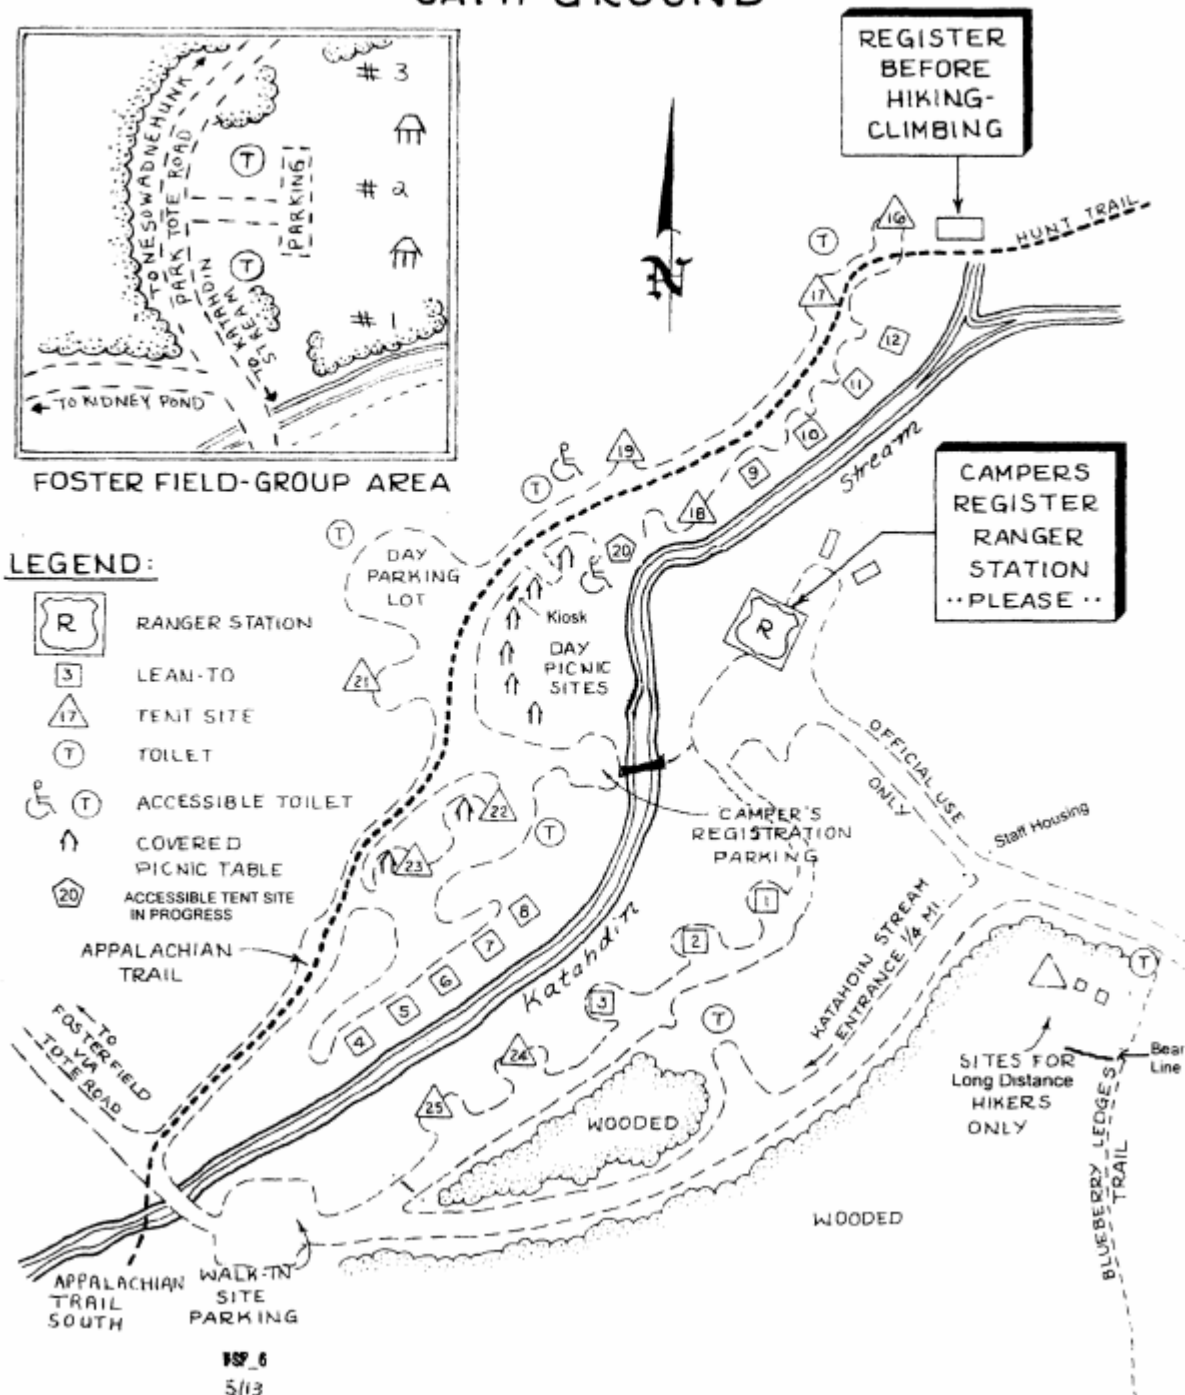 CAMPGROUND
REGISTER
BEFORE
HIKING-
CLIMBING
TO NESOWADNEHUNK
PARK TOTE ROAD
# 3
T
PARKING
# 2
T
TO KATAHDIN
STREAM
# 1
TO KIDNEY POND
FOSTER FIELD-GROUP AREA
N
16
HUNT TRAIL
T
17
12
11
10
9
Stream
19
T
18
20
CAMPERS
REGISTER
RANGER
STATION
..PLEASE..
LEGEND:
R RANGER STATION
3 LEAN-TO
17 TENT SITE
T TOILET
T ACCESSIBLE TOILET
COVERED
PICNIC TABLE
20 ACCESSIBLE TENT SITE
IN PROGRESS
T
DAY
PARKING
LOT
Kiosk
DAY
PICNIC
SITES
R
21
OFFICIAL USE
ONLY
Staff Housing
CAMPER'S
REGISTRATION
PARKING
22
T
23
1
2
3
8
7
6
5
4
Katahdin
APPALACHIAN
TRAIL
TO
FOSTER FIELD
VIA
TOTE ROAD
KATAHDIN STREAM
ENTRANCE 1/4 MI.
T
24
25
WOODED
T
SITES FOR
Long Distance
HIKERS
ONLY
Bear
Line
BLUEBERRY LEDGES
TRAIL
WOODED
APPALACHIAN
TRAIL
SOUTH
WALK-IN
SITE
PARKING
BSP_6
5/13